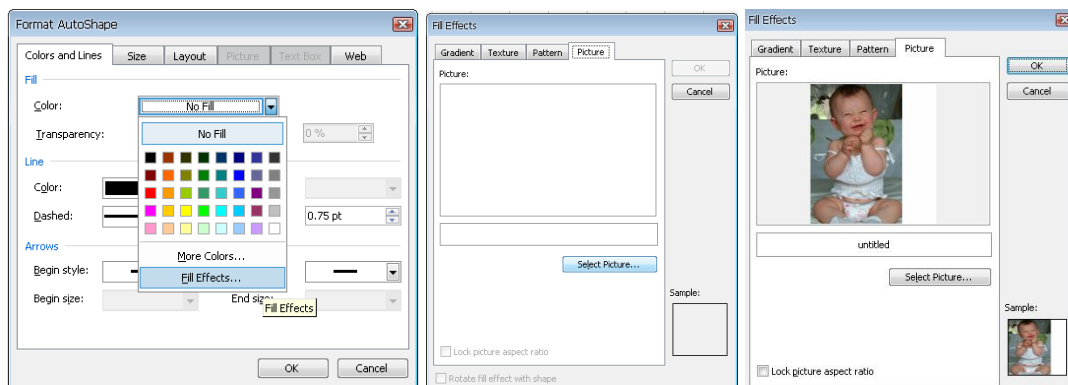 Format AutoShape
Colors and Lines Size Layout Picture Text Box Web
Fill
Color: No Fill
No Fill
Transparency: 0 %
Line
Color:
Dashed: 0.75 pt
More Colors...
Arrows
Begin style:
Fill Effects...
Begin size: End size:
Fill Effects
OK Cancel
Fill Effects
Gradient Texture Pattern Picture
OK
Picture:
Cancel
Select Picture...
Sample:
Lock picture aspect ratio
Rotate fill effect with shape
Fill Effects
Gradient Texture Pattern Picture
OK
Picture:
Cancel
untitled
Select Picture...
Sample:
Lock picture aspect ratio